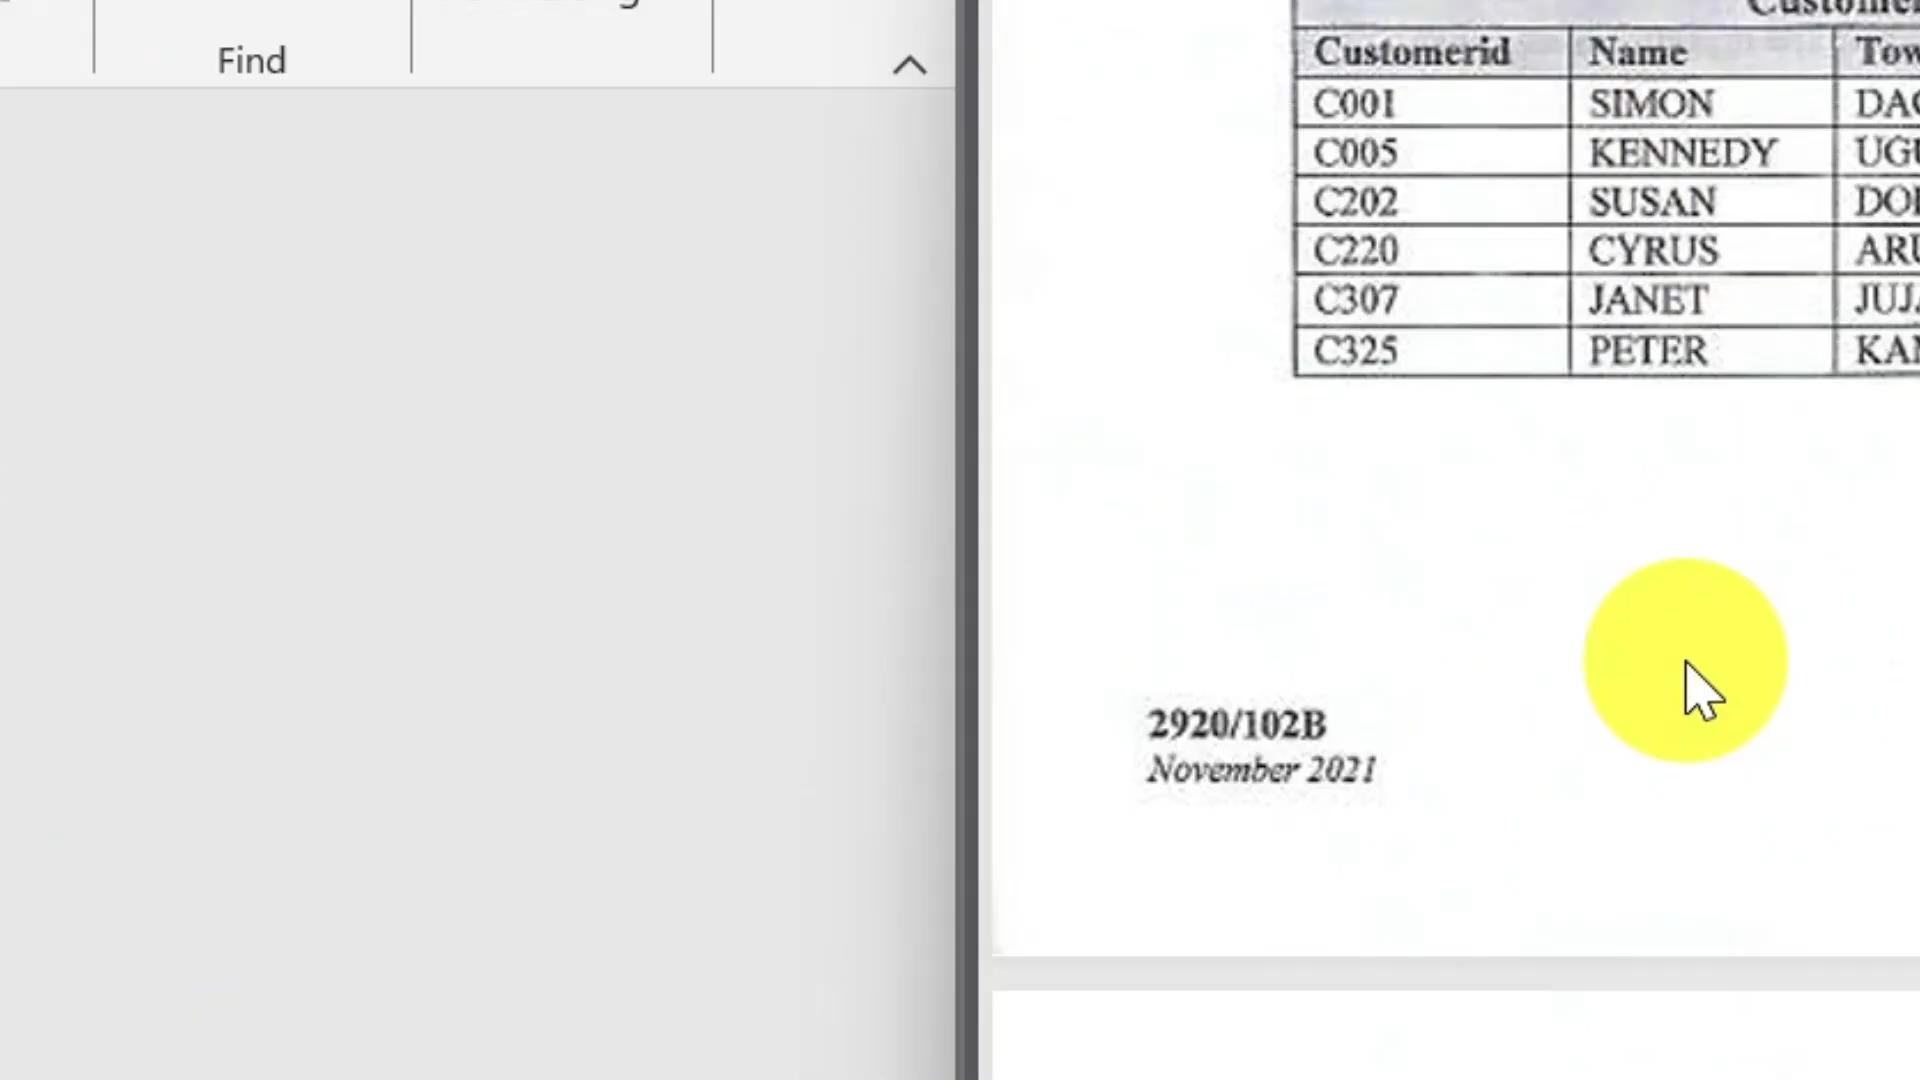 Find
Customerid Name
C001 SIMON
C005 KENNEDY
C202 SUSAN
C220 CYRUS
C307 JANET
C325 PETER
2920/102B
November 2021